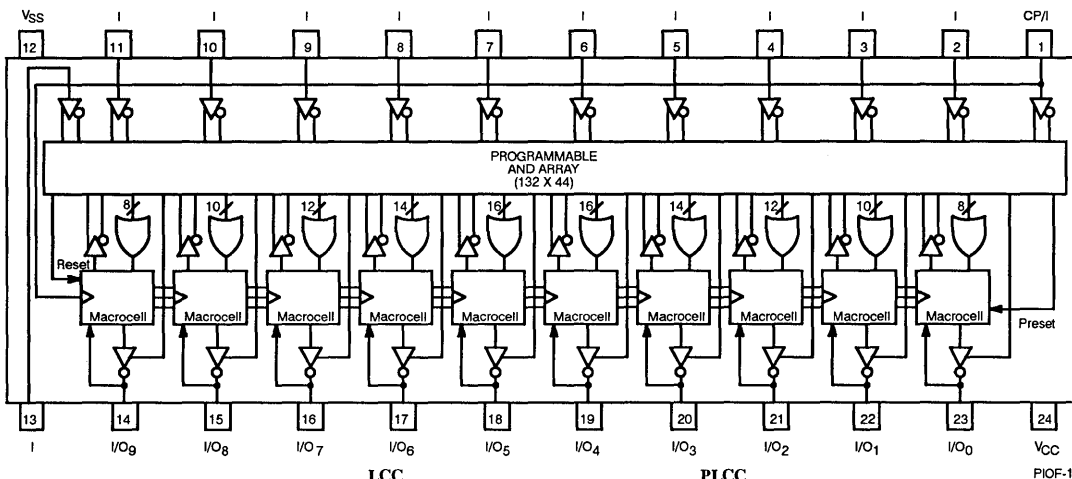 VSS I I I I I I I I I I CP/I
12 11 10 9 8 7 6 5 4 3 2 1
PROGRAMMABLE
AND ARRAY
(132 X 44)
8 10 12 14 16 16 14 12 10 8
Reset
Macrocell Macrocell Macrocell Macrocell Macrocell Macrocell Macrocell Macrocell Macrocell Macrocell
Preset
13 14 15 16 17 18 19 20 21 22 23 24
I I/O9 I/O8 I/O7 I/O6 I/O5 I/O4 I/O3 I/O2 I/O1 I/O0 VCC
LCC PLCC PIOF-1